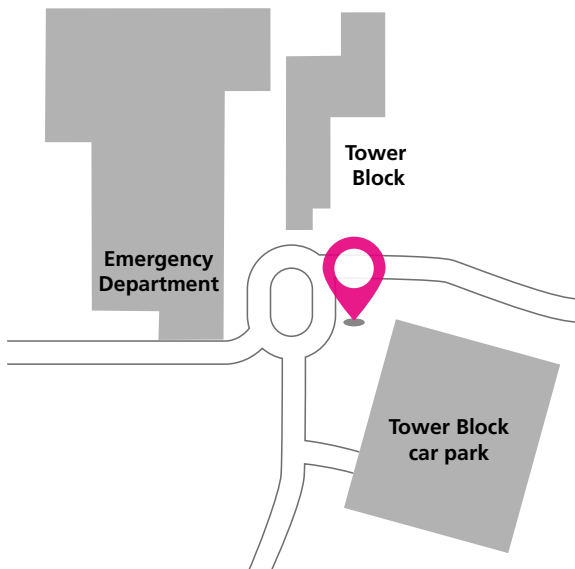 Tower
Block
Emergency
Department
Tower Block
car park